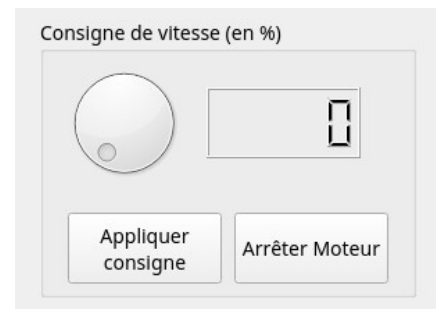 Consigne de vitesse (en %)
0
Appliquer
consigne
Arrêter Moteur